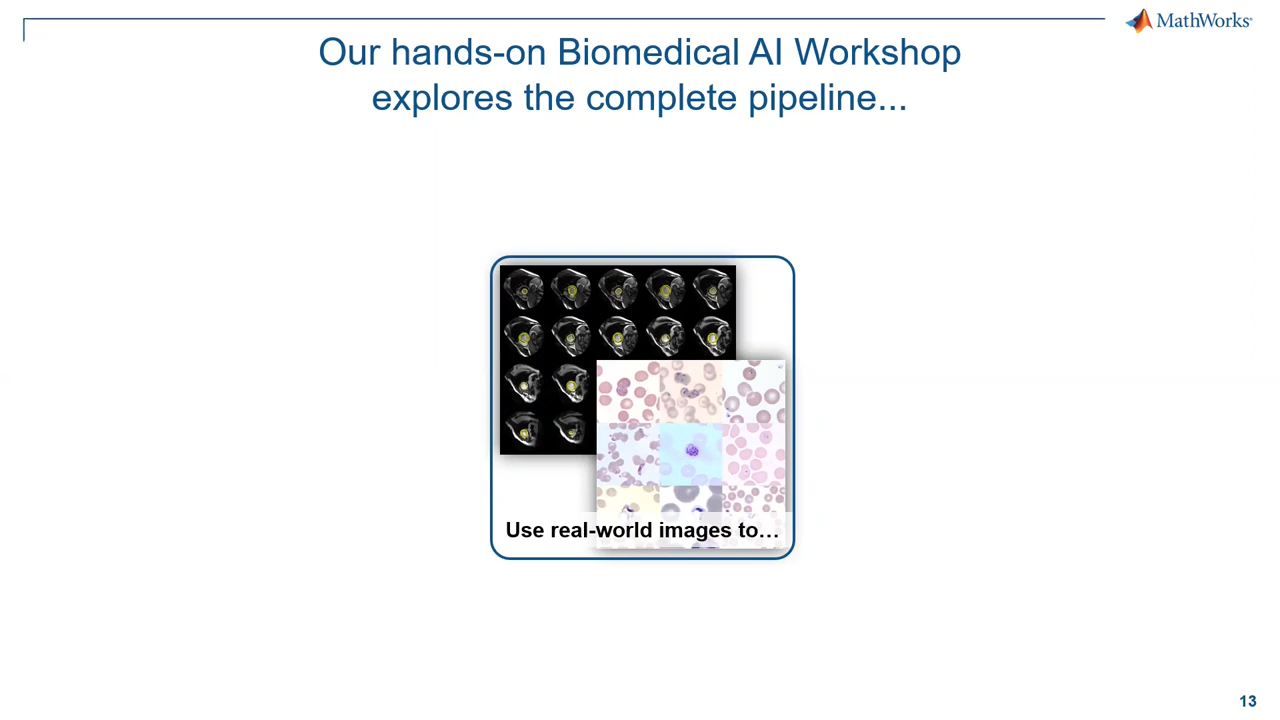 MathWorks®
Our hands-on Biomedical AI Workshop
explores the complete pipeline...
Use real-world images to…
13